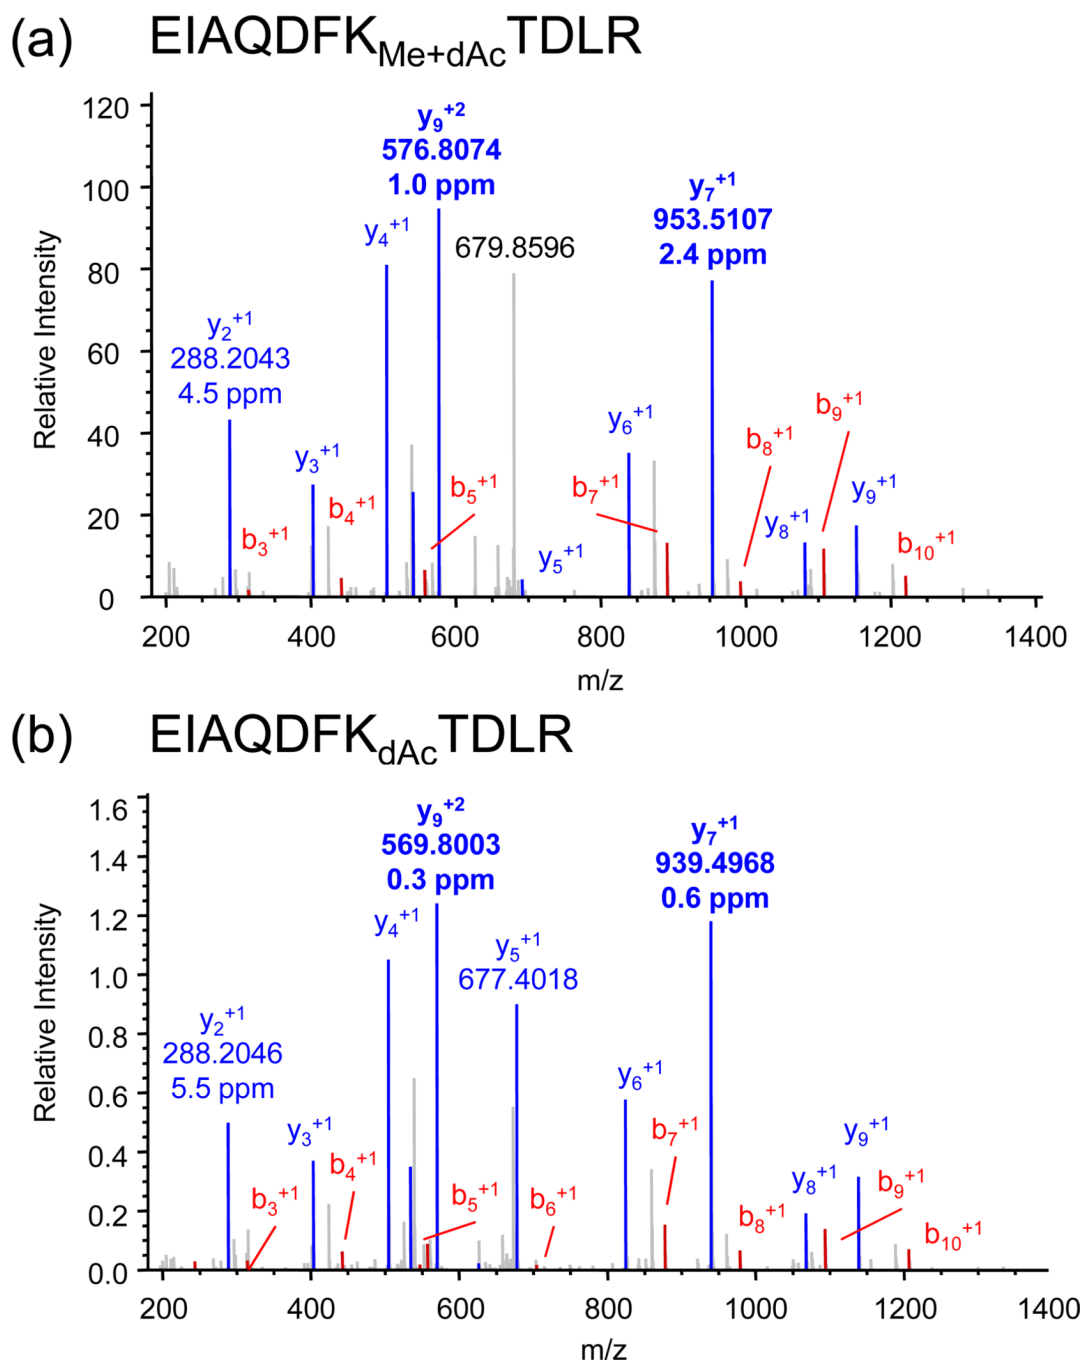 (a) EIAQDFK_Me+dAc TDLR
120
100
80
60
40
20
0
Relative Intensity
y9+2
576.8074
1.0 ppm
y7+1
953.5107
2.4 ppm
y4+1
679.8596
y2+1
288.2043
4.5 ppm
y3+1
b3+1
b4+1
b5+1
y5+1
b7+1
y6+1
b8+1
b9+1
y8+1
y9+1
b10+1
200 400 600 800 1000 1200 1400
m/z
(b) EIAQDFK_dAc TDLR
1.6
1.4
1.2
1.0
0.8
0.6
0.4
0.2
0.0
Relative Intensity
y9+2
569.8003
0.3 ppm
y7+1
939.4968
0.6 ppm
y4+1
y5+1
677.4018
y2+1
288.2046
5.5 ppm
y3+1
b3+1
b4+1
b5+1
b6+1
y6+1
b7+1
b8+1
y8+1
y9+1
b9+1
b10+1
200 400 600 800 1000 1200 1400
m/z